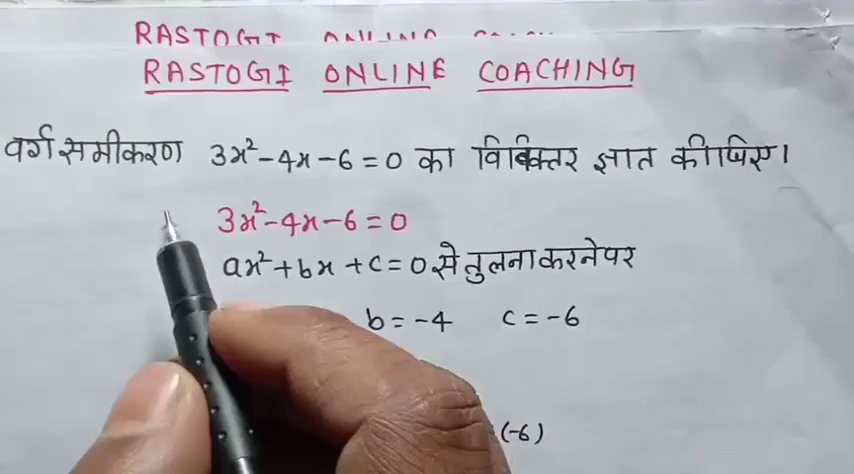 RASTOGI
RASTOGI ONLINE COACHING
वर्ग समीकरण 3x²-4x-6=0 का विविक्तर ज्ञात कीजिए।
3x²-4x-6=0
ax²+bx+c=0 से तुलना करने पर
b=-4 c=-6
(-6)